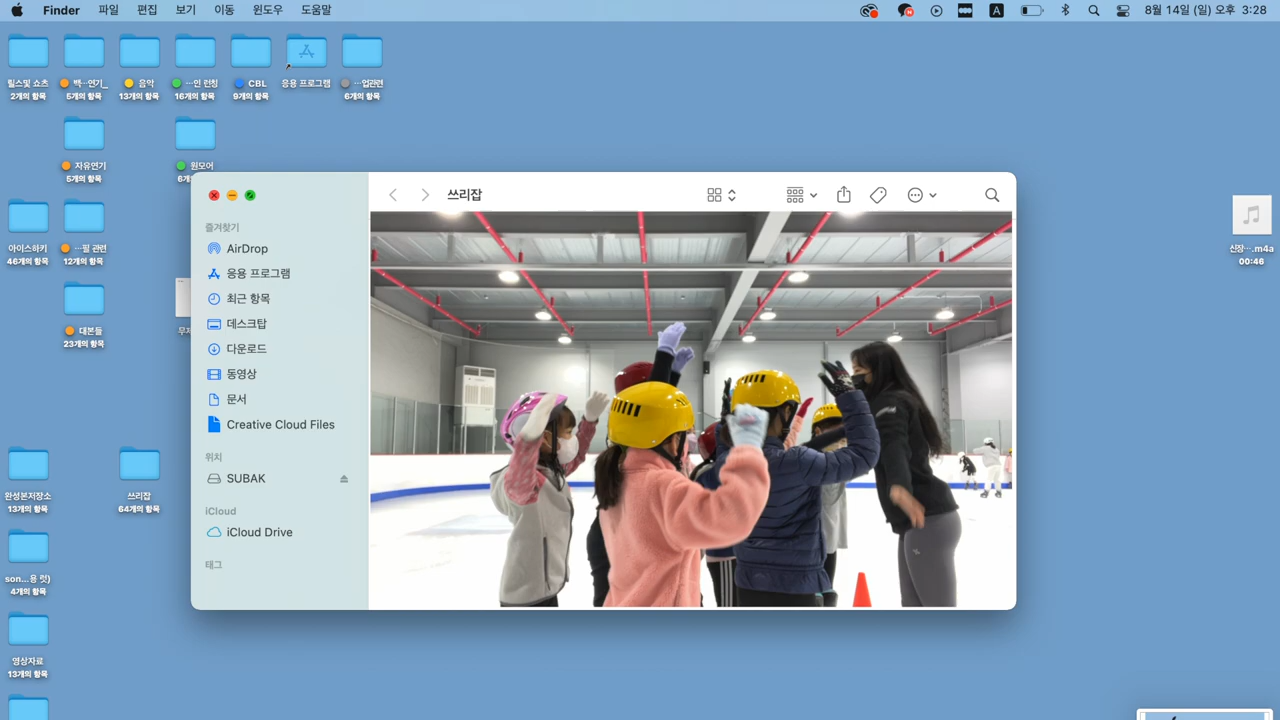 Finder 파일 편집 보기 이동 윈도우 도움말 A 8월 14일 (일) 오후 3:28
릴스및 쇼츠 백…연기_ 음악 …인 런칭 CBL 응용 프로그램 …업관련
2개의 항목 5개의 항목 13개의 항목 16개의 항목 9개의 항목 6개의 항목
자유연기 원모어
5개의 항목
쓰리잡
즐겨찾기
AirDrop
응용 프로그램
최근 항목
데스크탑
다운로드
동영상
문서
Creative Cloud Files
위치
SUBAK
iCloud
iCloud Drive
태그
아이스하키 …필 관련
46개의 항목 12개의 항목
대본들
23개의 항목
완성본저장소 쓰리잡
13개의 항목 64개의 항목
son...용 컷)
4개의 항목
영상자료
13개의 항목
신장….m4a
00:46